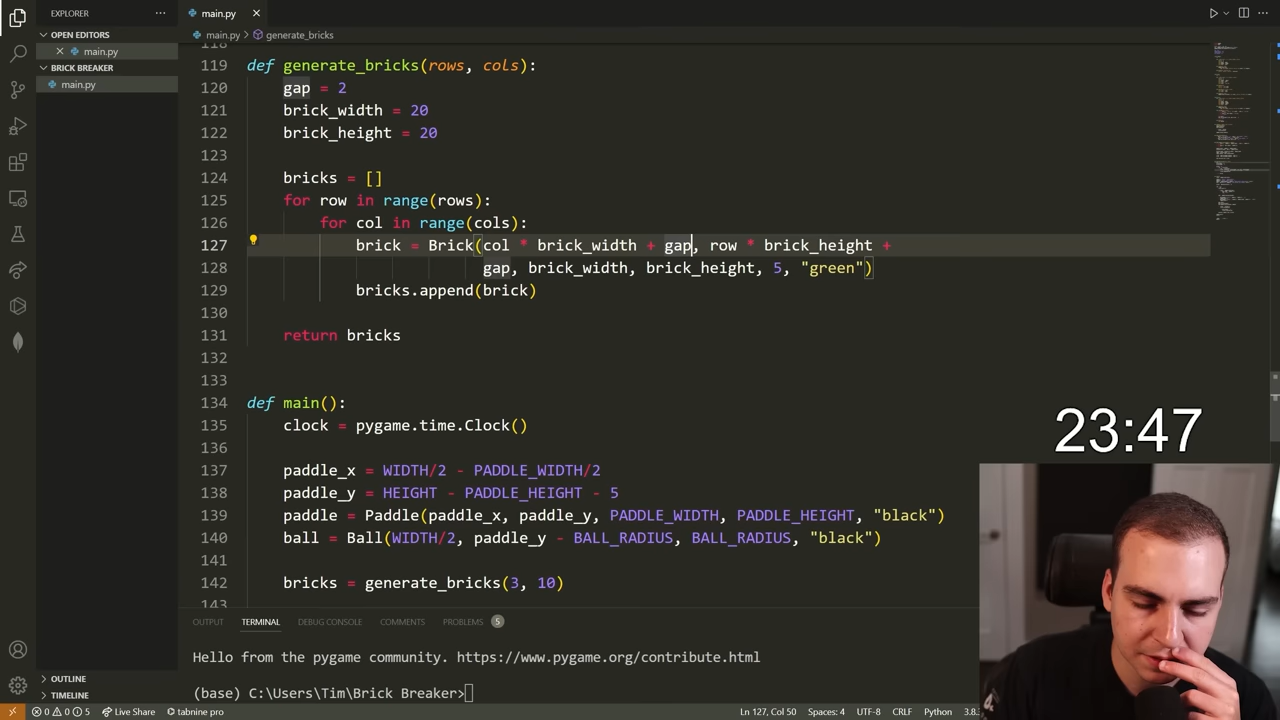 EXPLORER
main.py
OPEN EDITORS
main.py
BRICK BREAKER
main.py
main.py > generate_bricks
118
119 def generate_bricks(rows, cols):
120 gap = 2
121 brick_width = 20
122 brick_height = 20
123
124 bricks = []
125 for row in range(rows):
126 for col in range(cols):
127 brick = Brick(col * brick_width + gap, row * brick_height +
128 gap, brick_width, brick_height, 5, "green")
129 bricks.append(brick)
130
131 return bricks
132
133
134 def main():
135 clock = pygame.time.Clock()
136
137 paddle_x = WIDTH/2 - PADDLE_WIDTH/2
138 paddle_y = HEIGHT - PADDLE_HEIGHT - 5
139 paddle = Paddle(paddle_x, paddle_y, PADDLE_WIDTH, PADDLE_HEIGHT, "black")
140 ball = Ball(WIDTH/2, paddle_y - BALL_RADIUS, BALL_RADIUS, "black")
141
142 bricks = generate_bricks(3, 10)
143
23:47
OUTPUT TERMINAL DEBUG CONSOLE COMMENTS PROBLEMS 5
Hello from the pygame community. https://www.pygame.org/contribute.html
(base) C:\Users\Tim\Brick Breaker>
OUTLINE
TIMELINE
0 0 5 Live Share tabnine pro Ln 127, Col 50 Spaces: 4 UTF-8 CRLF Python 3.8.